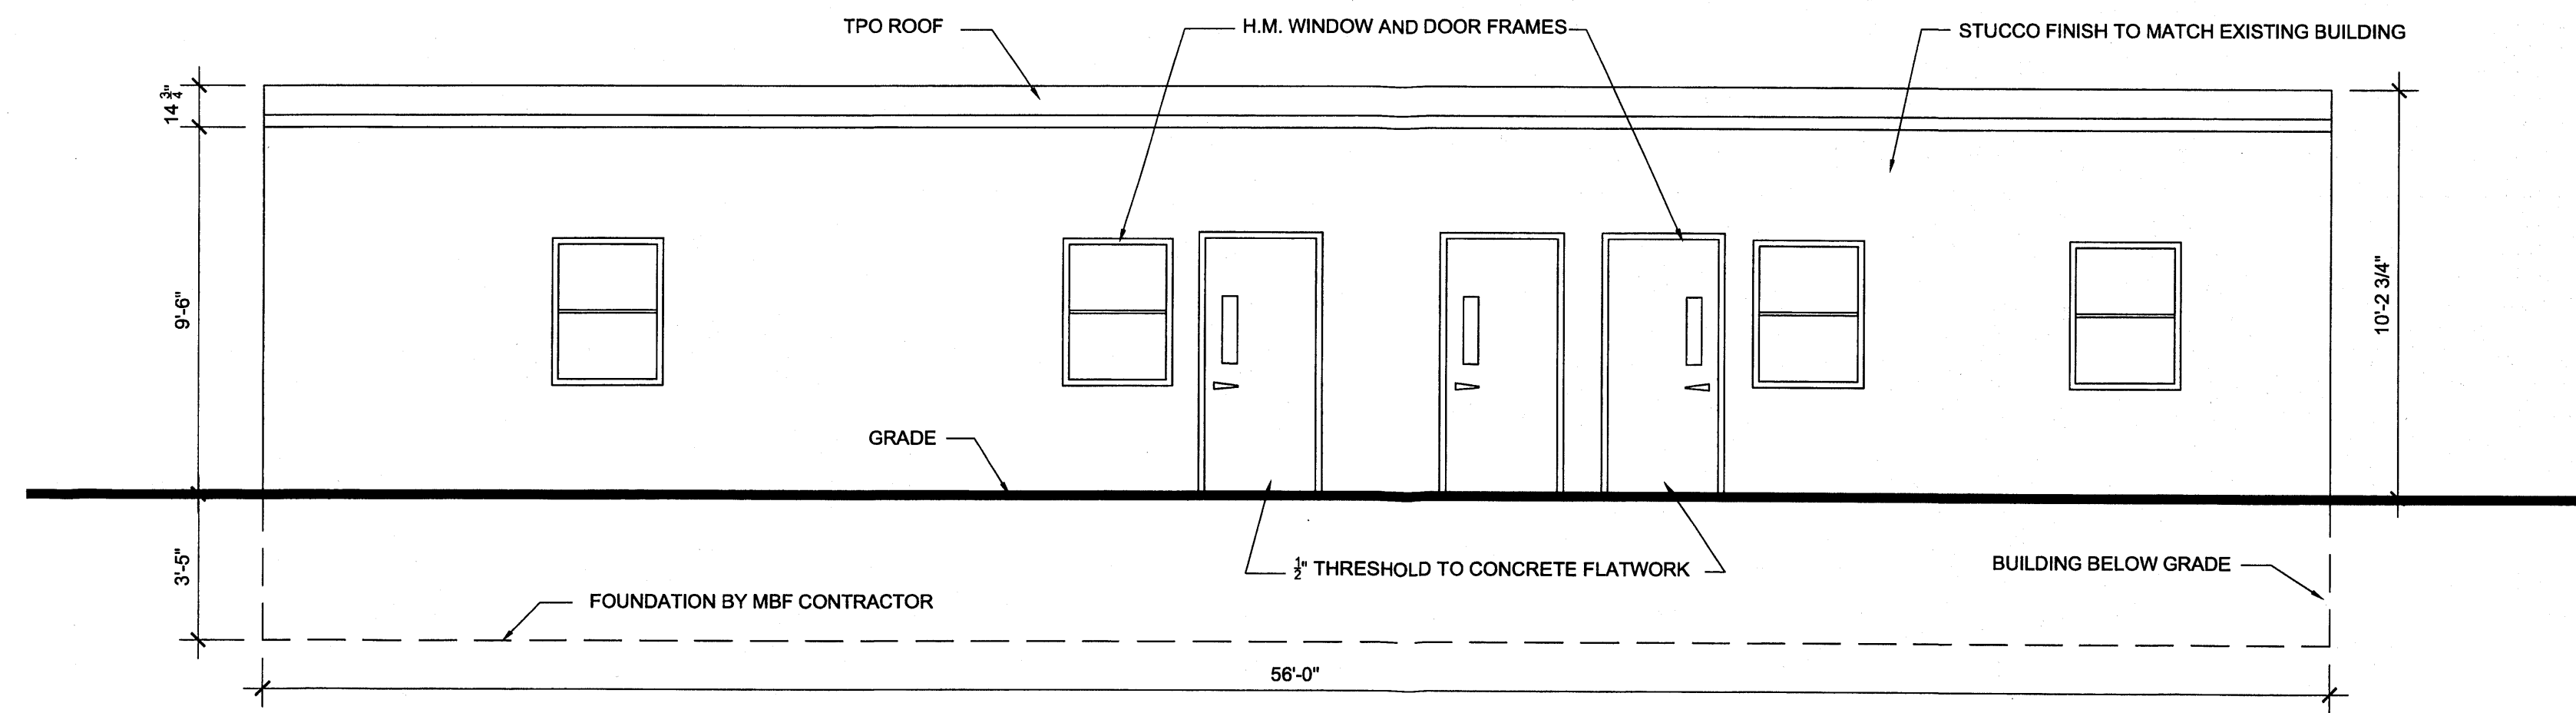 TPO ROOF
H.M. WINDOW AND DOOR FRAMES
STUCCO FINISH TO MATCH EXISTING BUILDING
14 3/4"
9'-6"
10'-2 3/4"
GRADE
3'-5"
1/2" THRESHOLD TO CONCRETE FLATWORK
BUILDING BELOW GRADE
FOUNDATION BY MBF CONTRACTOR
56'-0"